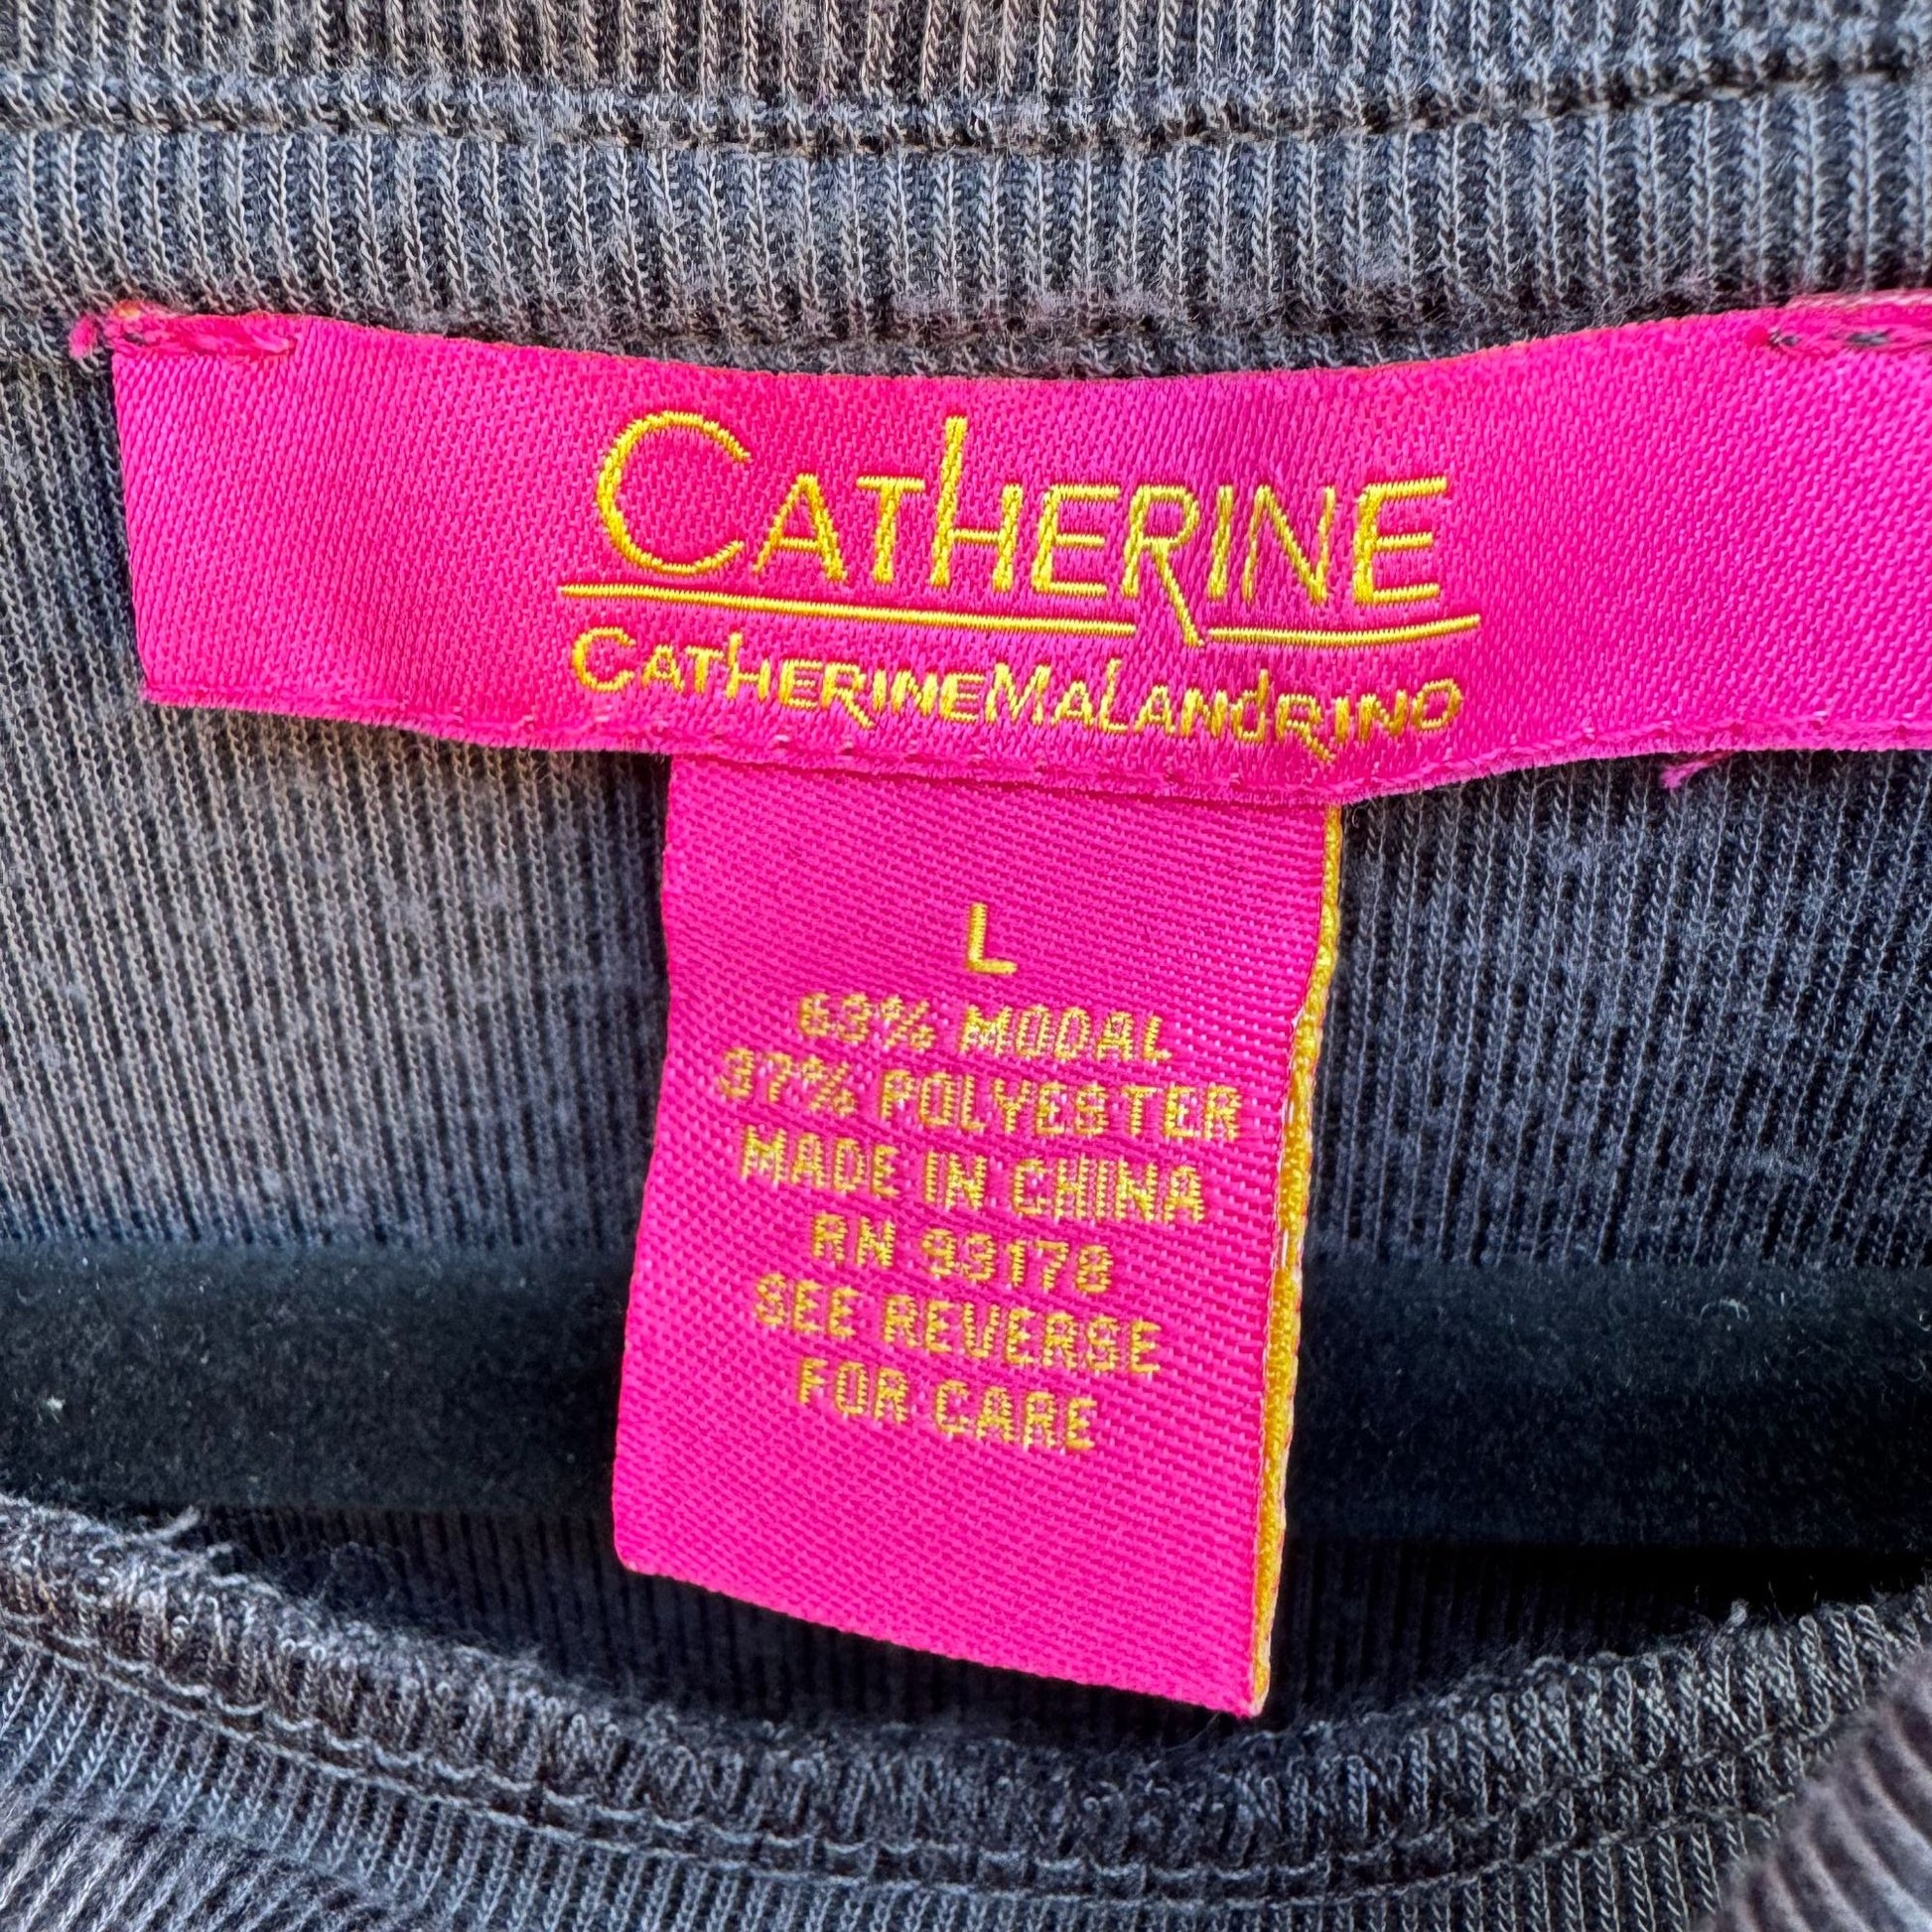 CATHERINE
CATHERINEMALANDRINO
L
63% MODAL
37% POLYESTER
MADE IN CHINA
RN 93178
SEE REVERSE
FOR CARE